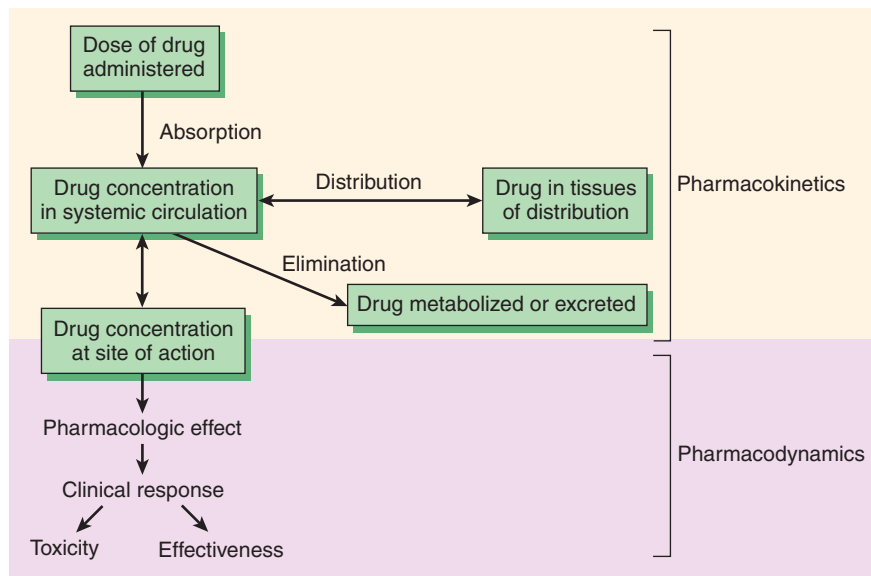 Dose of drug
administered
Absorption
Drug concentration
in systemic circulation
Distribution
Drug in tissues
of distribution
Pharmacokinetics
Elimination
Drug metabolized or excreted
Drug concentration
at site of action
Pharmacologic effect
Clinical response
Toxicity
Effectiveness
Pharmacodynamics